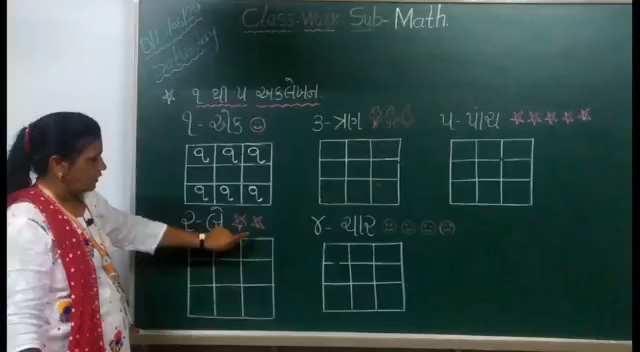 Class- Sub- Math.
Saturday
૧ થી ૫ અંકલેખન
૧- એક
૩- ત્રણ
૫- પાંચ
૧ ૧ ૧
૧ ૧ ૧
૨- બે
૪- ચાર